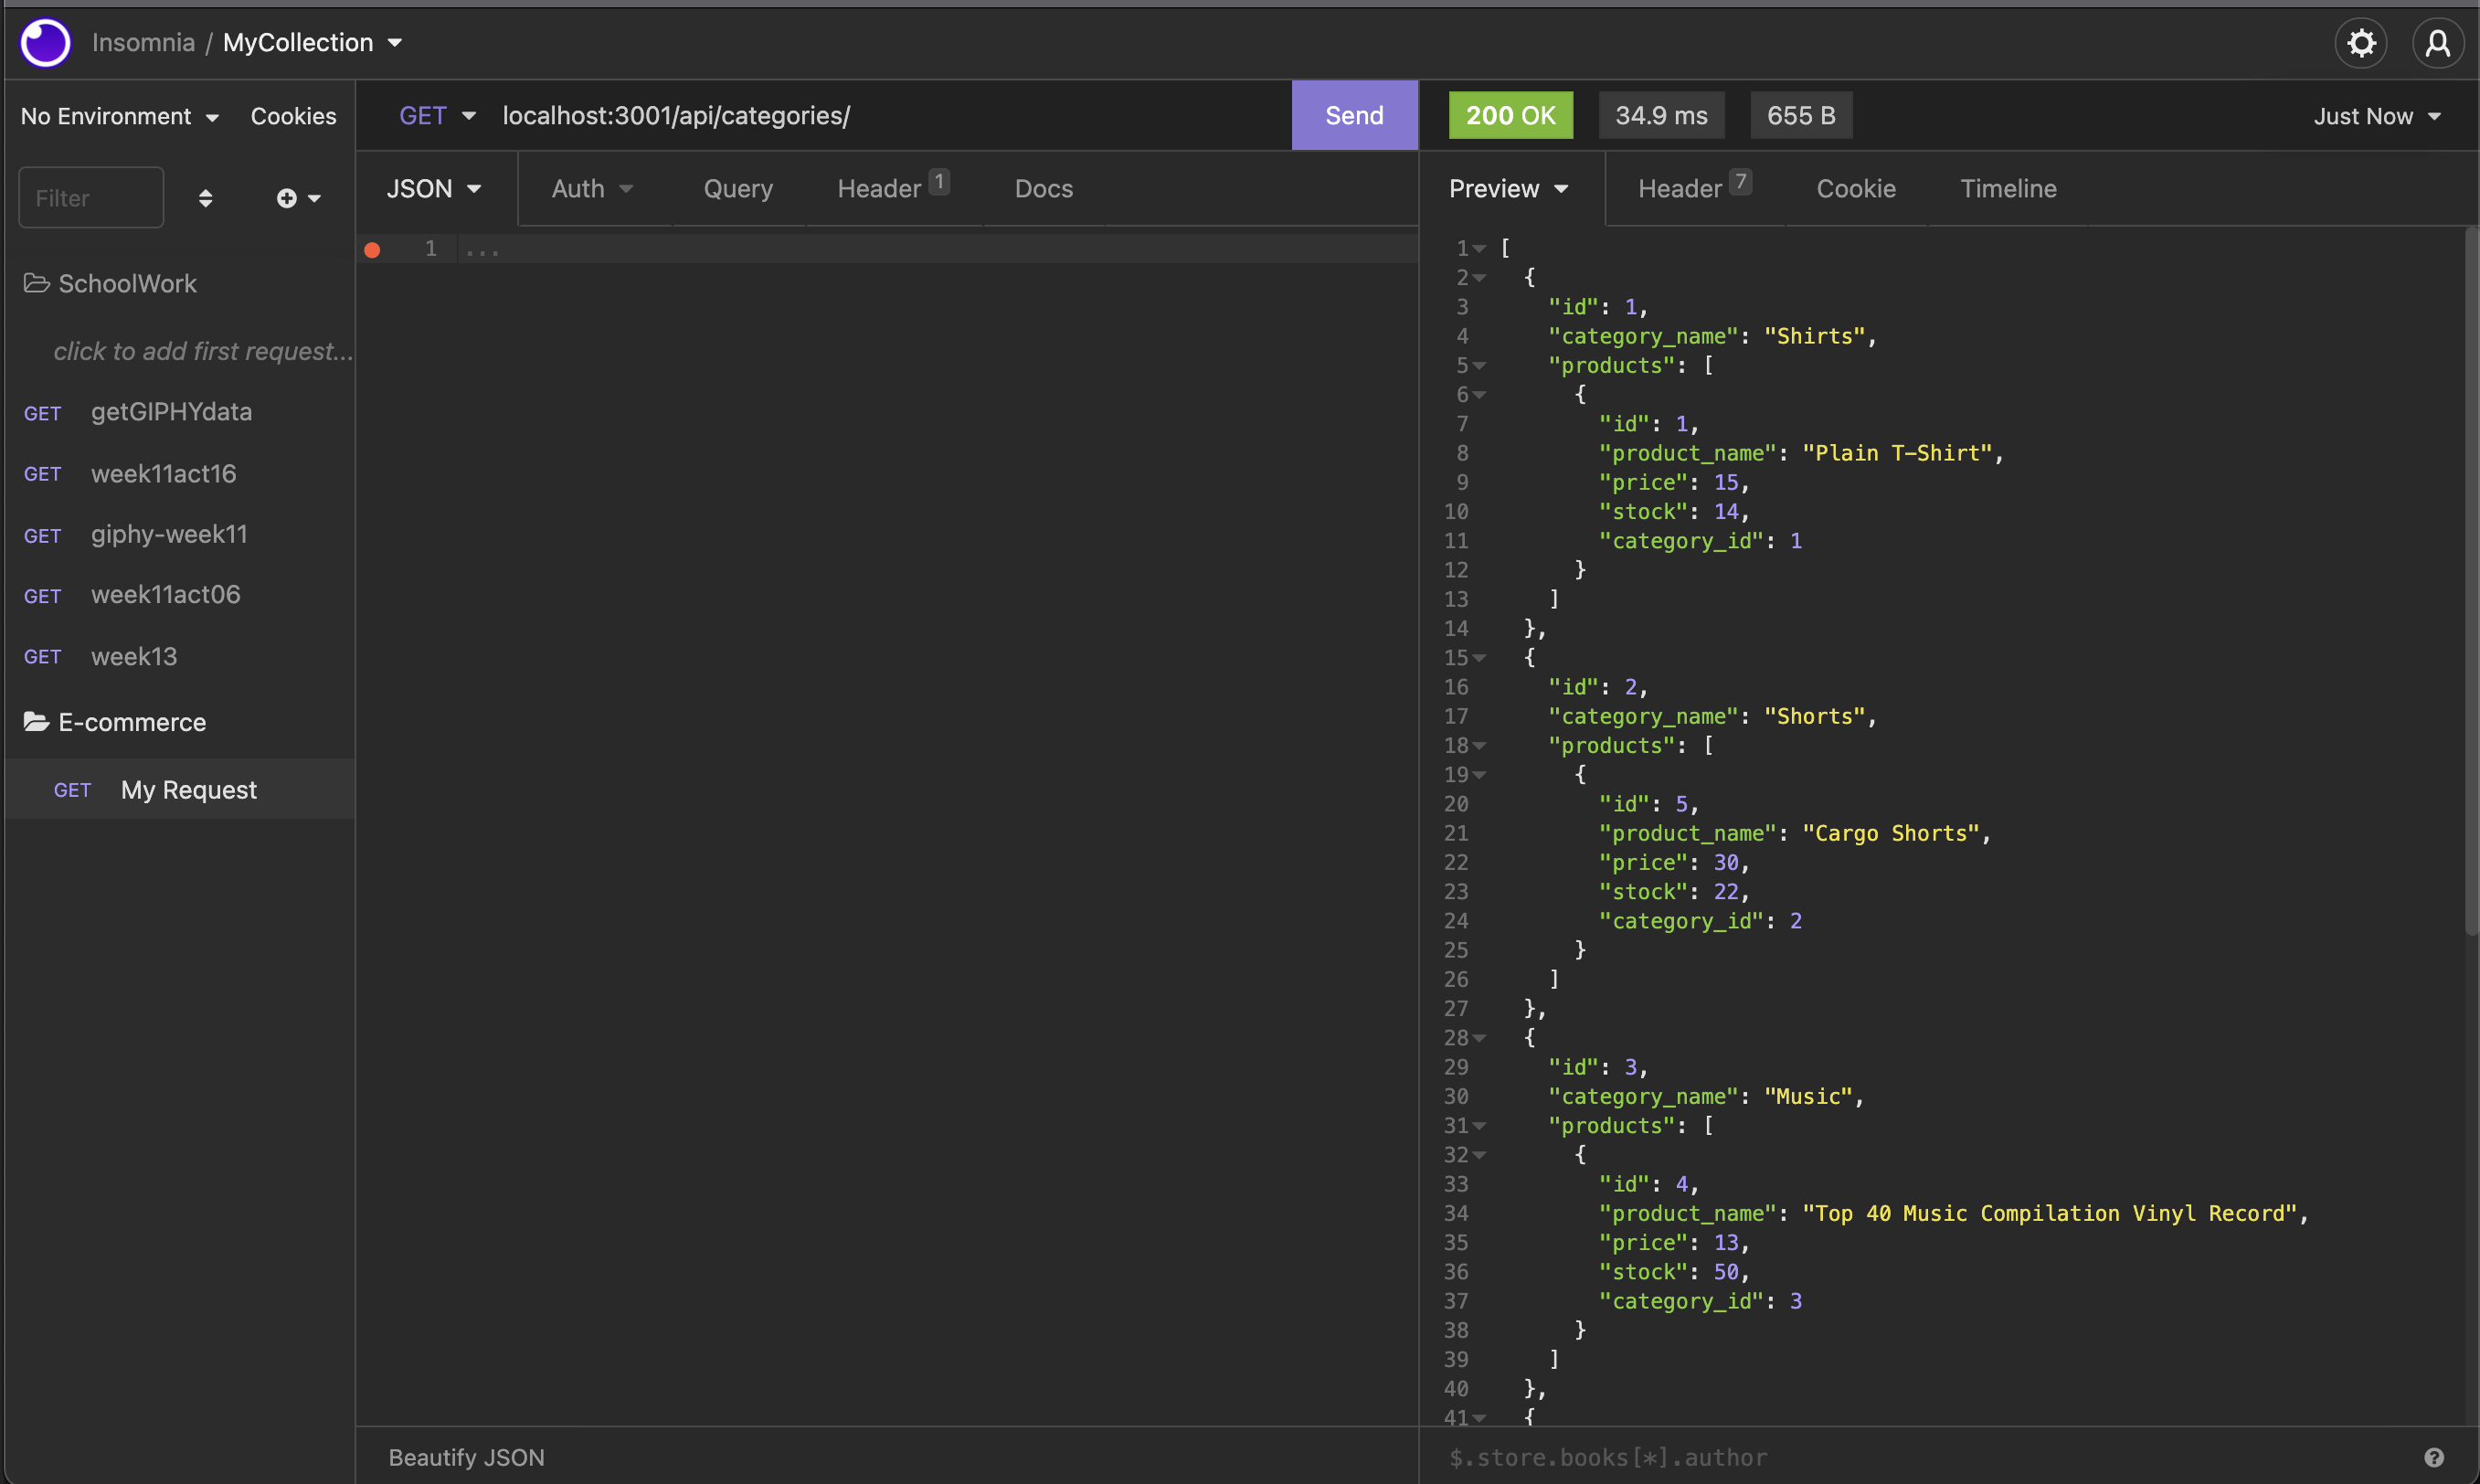 Insomnia / MyCollection
No Environment Cookies
GET localhost:3001/api/categories/ Send
200 OK 34.9 ms 655 B Just Now
Filter
JSON Auth Query Header 1 Docs
Preview Header 7 Cookie Timeline
SchoolWork
click to add first request...
GET getGIPHYdata
GET week11act16
GET giphy-week11
GET week11act06
GET week13
E-commerce
GET My Request
1 ...
Beautify JSON
1 [
2 {
3 "id": 1,
4 "category_name": "Shirts",
5 "products": [
6 {
7 "id": 1,
8 "product_name": "Plain T-Shirt",
9 "price": 15,
10 "stock": 14,
11 "category_id": 1
12 }
13 ]
14 },
15 {
16 "id": 2,
17 "category_name": "Shorts",
18 "products": [
19 {
20 "id": 5,
21 "product_name": "Cargo Shorts",
22 "price": 30,
23 "stock": 22,
24 "category_id": 2
25 }
26 ]
27 },
28 {
29 "id": 3,
30 "category_name": "Music",
31 "products": [
32 {
33 "id": 4,
34 "product_name": "Top 40 Music Compilation Vinyl Record",
35 "price": 13,
36 "stock": 50,
37 "category_id": 3
38 }
39 ]
40 },
41 {
$.store.books[*].author